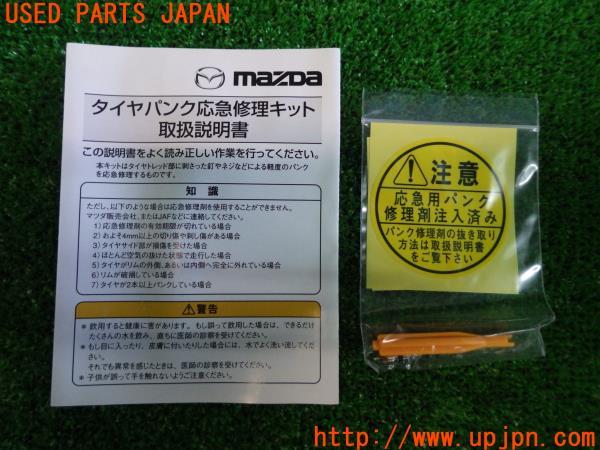 USED PARTS JAPAN
mazda
タイヤパンク応急修理キット
取扱説明書
この説明書をよく読み正しい作業を行ってください。
本キットはタイヤトレッド部に刺さった釘やネジなどによる軽度のパンク
を応急修理するものです。
知 識
ただし、以下のような場合は応急修理剤を使用することができません。
マツダ販売会社、またはJAFなどに連絡してください。
1）応急修理剤の有効期限が切れている場合
2）およそ4mm以上の切り傷や刺し傷がある場合
3）タイヤサイド部が損傷を受けた場合
4）ほとんど空気の抜けた状態で走行した場合
5）タイヤがリムの外側、あるいは内側へ完全に外れている場合
6）リムが破損している場合
7）タイヤが2本以上パンクしている場合
警告
＊ 飲用すると健康に害があります。もし誤って飲用した場合は、できるだけ
たくさんの水を飲み、直ちに医師の診察を受けてください。
＊ もし目に入ったり、皮膚に付いたりした場合には、水でよく洗い流してく
ださい。
それでも異常を感じたときは、医師の診察を受けてください。
＊ 子供が誤って手を触れないようご注意ください。
注意
応急用パンク
修理剤注入済み
パンク修理剤の抜き取り
方法は取扱説明書
をご覧下さい
http://www.upjpn.com